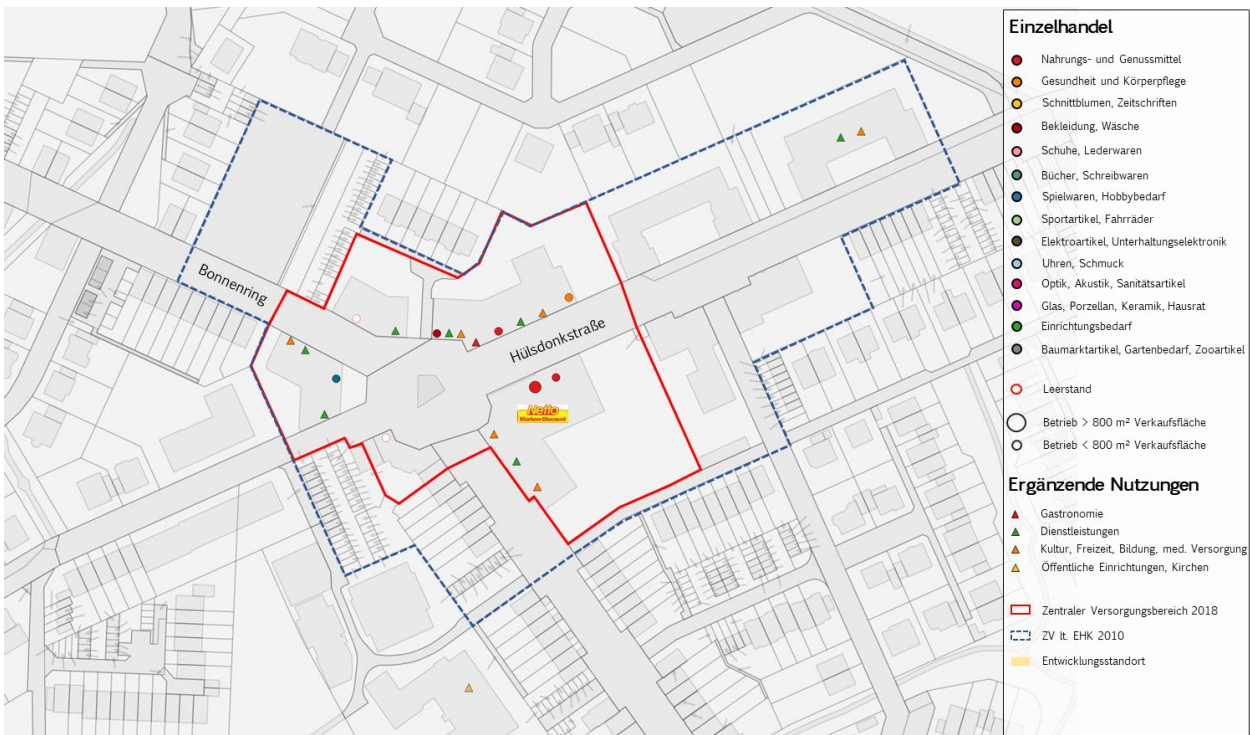 Bonnenring
Hülsdonkstraße
Netto
Marken-Discount
Einzelhandel
Nahrungs- und Genussmittel
Gesundheit und Körperpflege
Schnittblumen, Zeitschriften
Bekleidung, Wäsche
Schuhe, Lederwaren
Bücher, Schreibwaren
Spielwaren, Hobbybedarf
Sportartikel, Fahrräder
Elektroartikel, Unterhaltungselektronik
Uhren, Schmuck
Optik, Akustik, Sanitätsartikel
Glas, Porzellan, Keramik, Hausrat
Einrichtungsbedarf
Baumarktartikel, Gartenbedarf, Zooartikel
Leerstand
Betrieb > 800 m² Verkaufsfläche
Betrieb < 800 m² Verkaufsfläche
Ergänzende Nutzungen
Gastronomie
Dienstleistungen
Kultur, Freizeit, Bildung, med. Versorgung
Öffentliche Einrichtungen, Kirchen
Zentraler Versorgungsbereich 2018
ZV lt. EHK 2010
Entwicklungsstandort